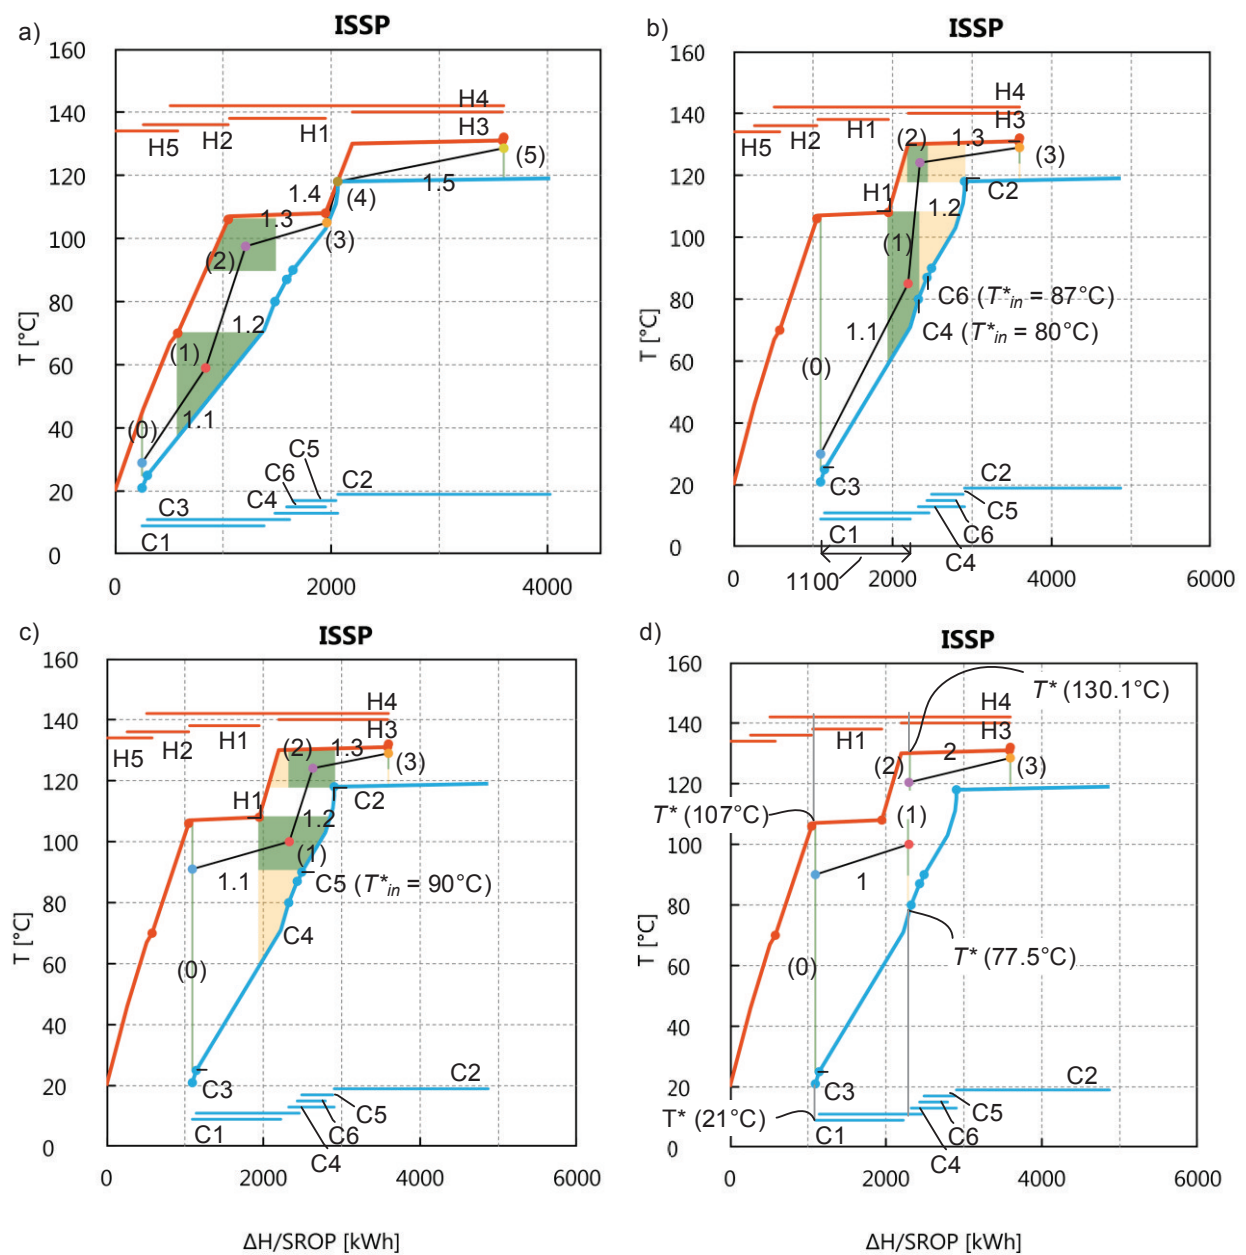 a)
ISSP
160
140
120
100
80
60
40
20
0
T [°C]
H4
H3
H1
H2
H5
(5)
1.5
(4)
1.4
1.3
(3)
(2)
1.2
(1)
1.1
(0)
C5
C6
C2
C4
C3
C1
0
2000
4000
b)
ISSP
160
140
120
100
80
60
40
20
0
T [°C]
H4
H3
H1
H2
H5
(2)
1.3
(3)
H1
C2
1.2
(1)
C6 (T*in = 87°C)
C4 (T*in = 80°C)
1.1
(0)
C3
C2
C5
C1
C6
C4
1100
0
2000
4000
6000
c)
ISSP
160
140
120
100
80
60
40
20
0
T [°C]
H4
H3
H1
H2
H5
(2)
1.3
(3)
H1
C2
1.2
(1)
1.1
C5 (T*in = 90°C)
C4
(0)
C3
C2
C5
C1
C6
C4
0
2000
4000
6000
ΔH/SROP [kWh]
d)
ISSP
160
140
120
100
80
60
40
20
0
T [°C]
T* (130.1°C)
H4
H3
H1
2
(2)
(3)
T* (107°C)
(1)
1
T* (77.5°C)
(0)
C3
C2
T* (21°C)
C5
C1
C6
C4
0
2000
4000
6000
ΔH/SROP [kWh]